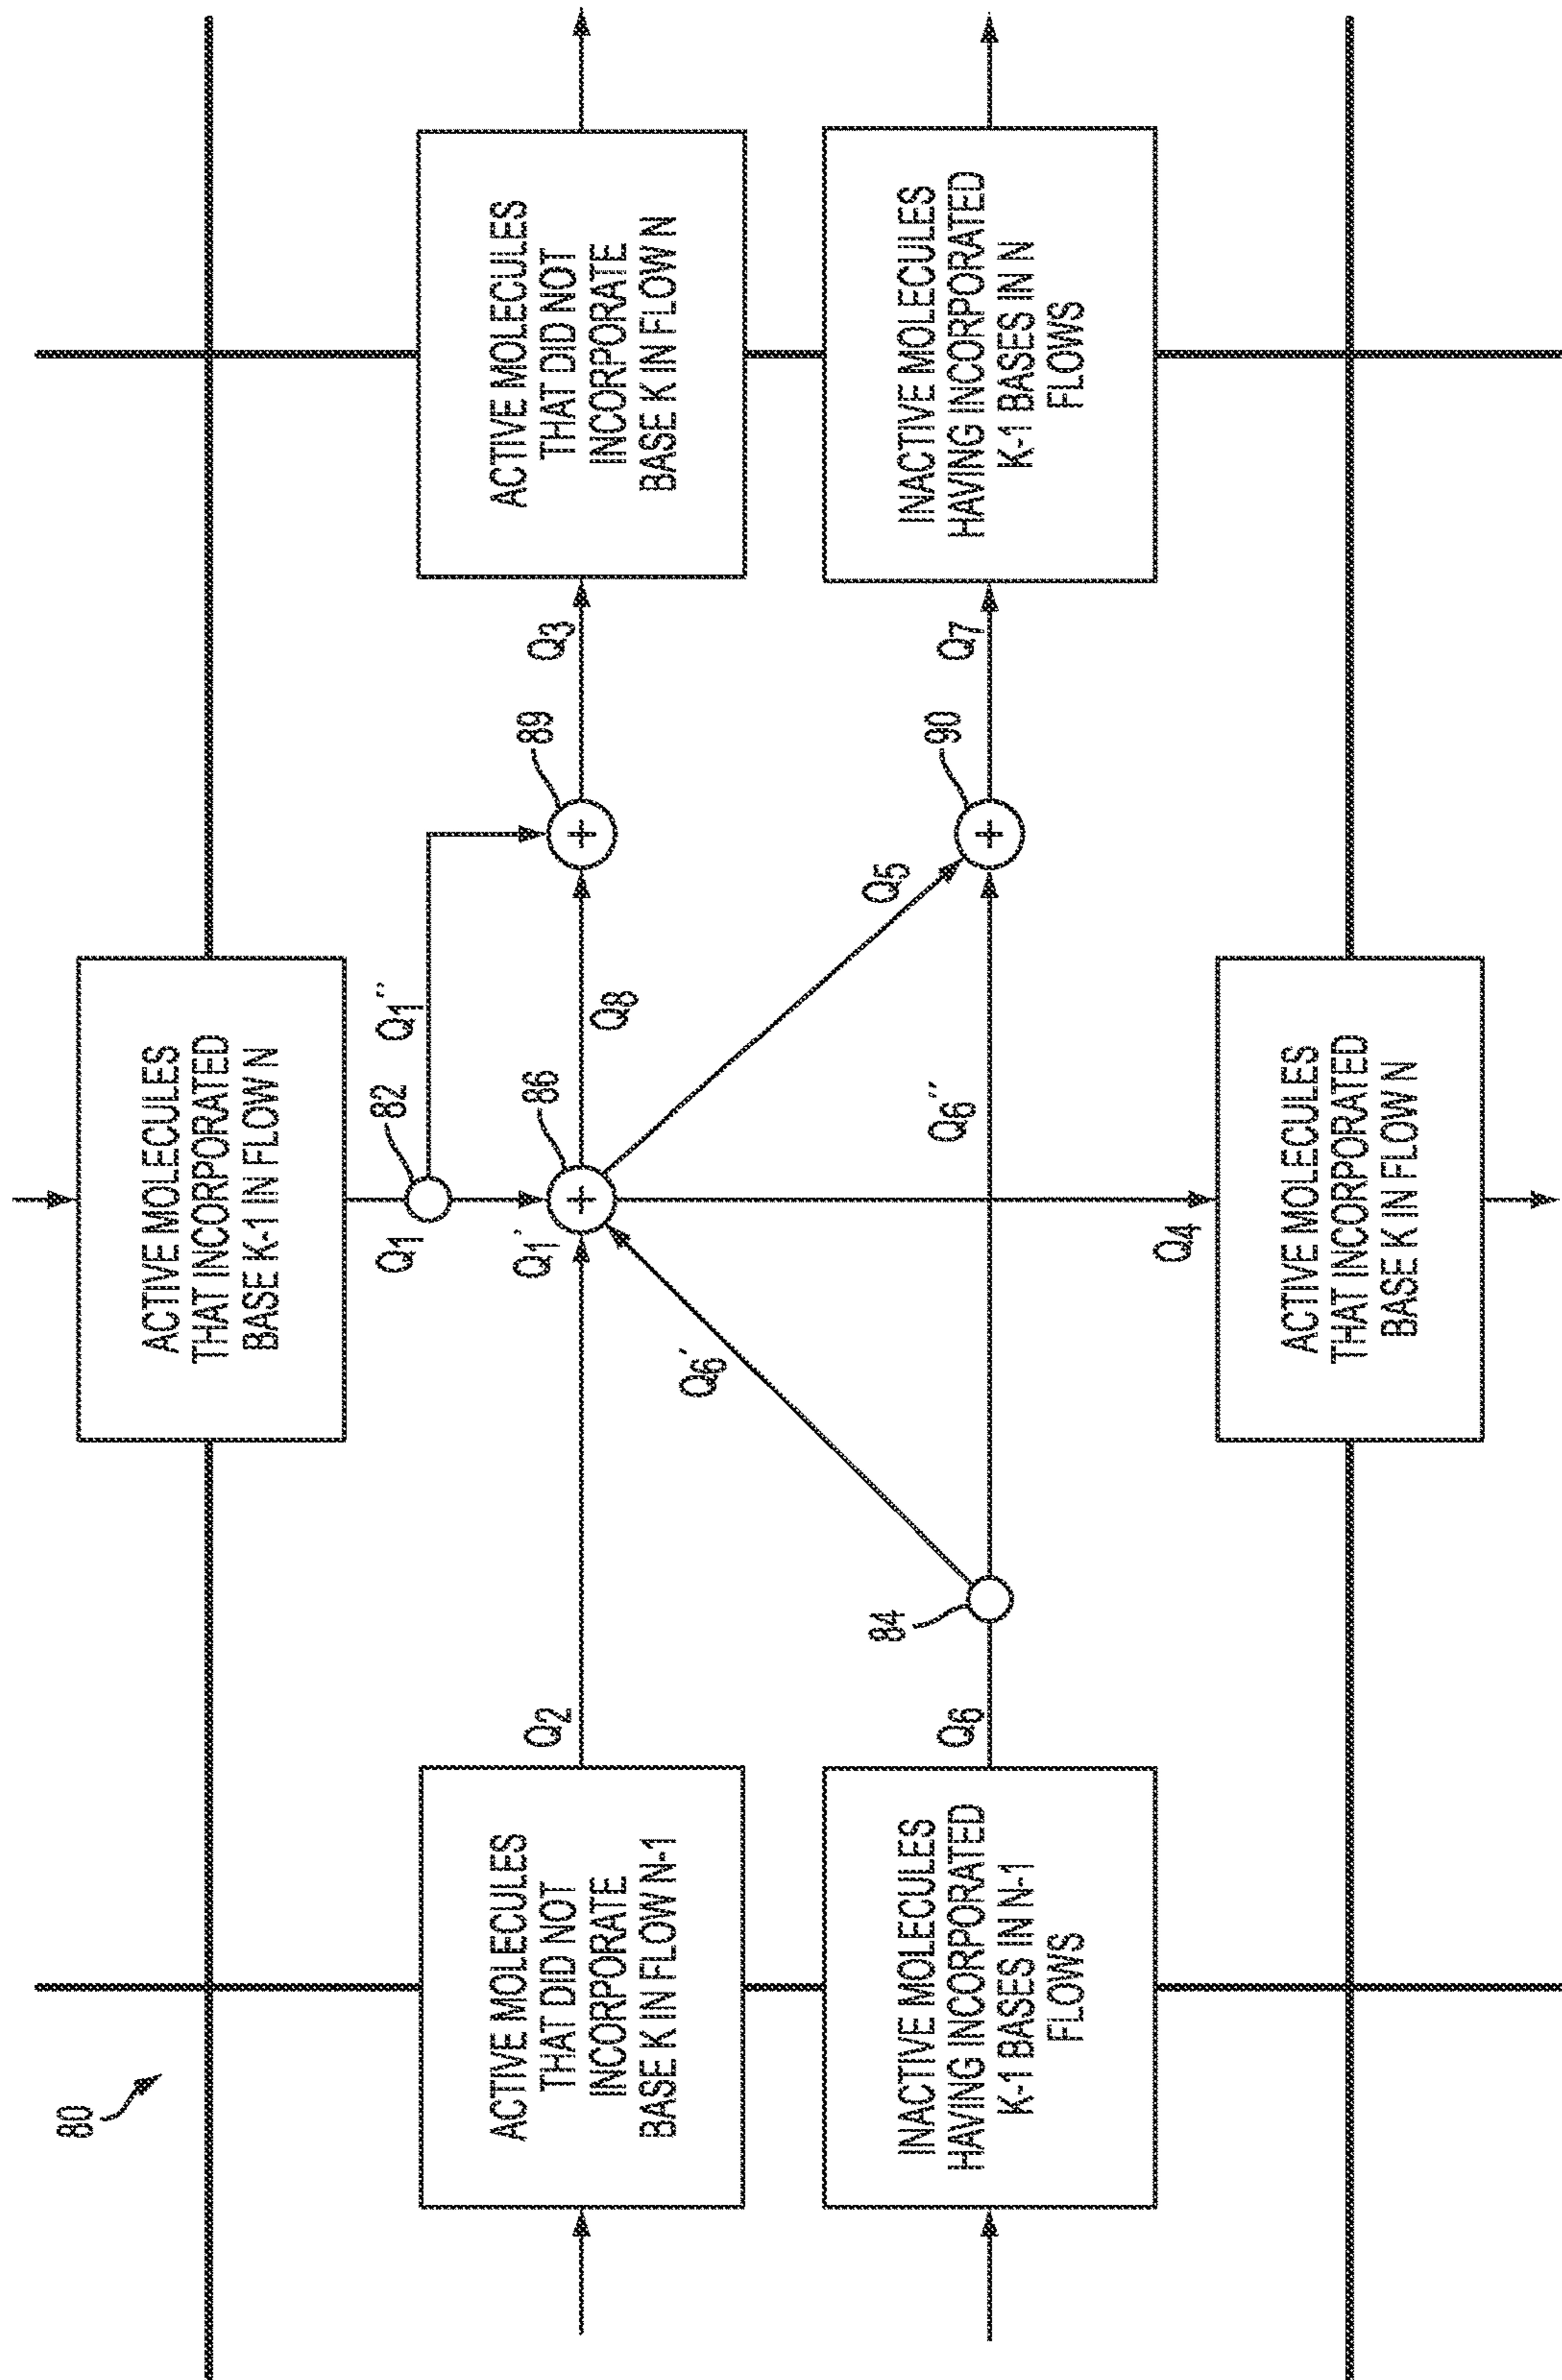 80
ACTIVE MOLECULES
THAT INCORPORATED
BASE K-1 IN FLOW N
Q1
82
Q1''
Q1'
86
89
ACTIVE MOLECULES
THAT DID NOT
INCORPORATE
BASE K IN FLOW N-1
Q2
Q8
Q3
ACTIVE MOLECULES
THAT DID NOT
INCORPORATE
BASE K IN FLOW N
+
+
Q6'
Q5
INACTIVE MOLECULES
HAVING INCORPORATED
K-1 BASES IN N-1
FLOWS
Q6
84
Q6''
90
+
Q7
INACTIVE MOLECULES
HAVING INCORPORATED
K-1 BASES IN N
FLOWS
Q4
ACTIVE MOLECULES
THAT INCORPORATED
BASE K IN FLOW N